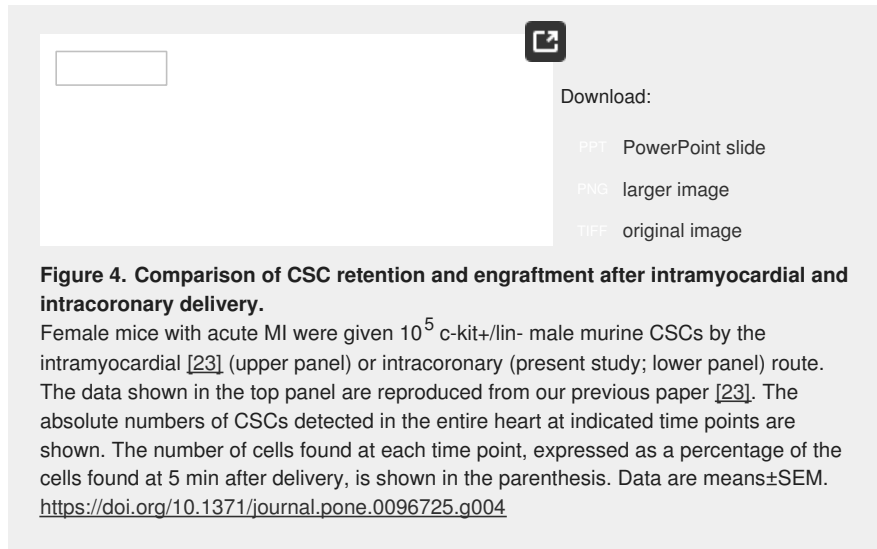 Download:
PPT PowerPoint slide
PNG larger image
TIFF original image
Figure 4. Comparison of CSC retention and engraftment after intramyocardial and
intracoronary delivery.
Female mice with acute MI were given 10^5 c-kit+/lin- male murine CSCs by the
intramyocardial [23] (upper panel) or intracoronary (present study; lower panel) route.
The data shown in the top panel are reproduced from our previous paper [23]. The
absolute numbers of CSCs detected in the entire heart at indicated time points are
shown. The number of cells found at each time point, expressed as a percentage of the
cells found at 5 min after delivery, is shown in the parenthesis. Data are means±SEM.
https://doi.org/10.1371/journal.pone.0096725.g004